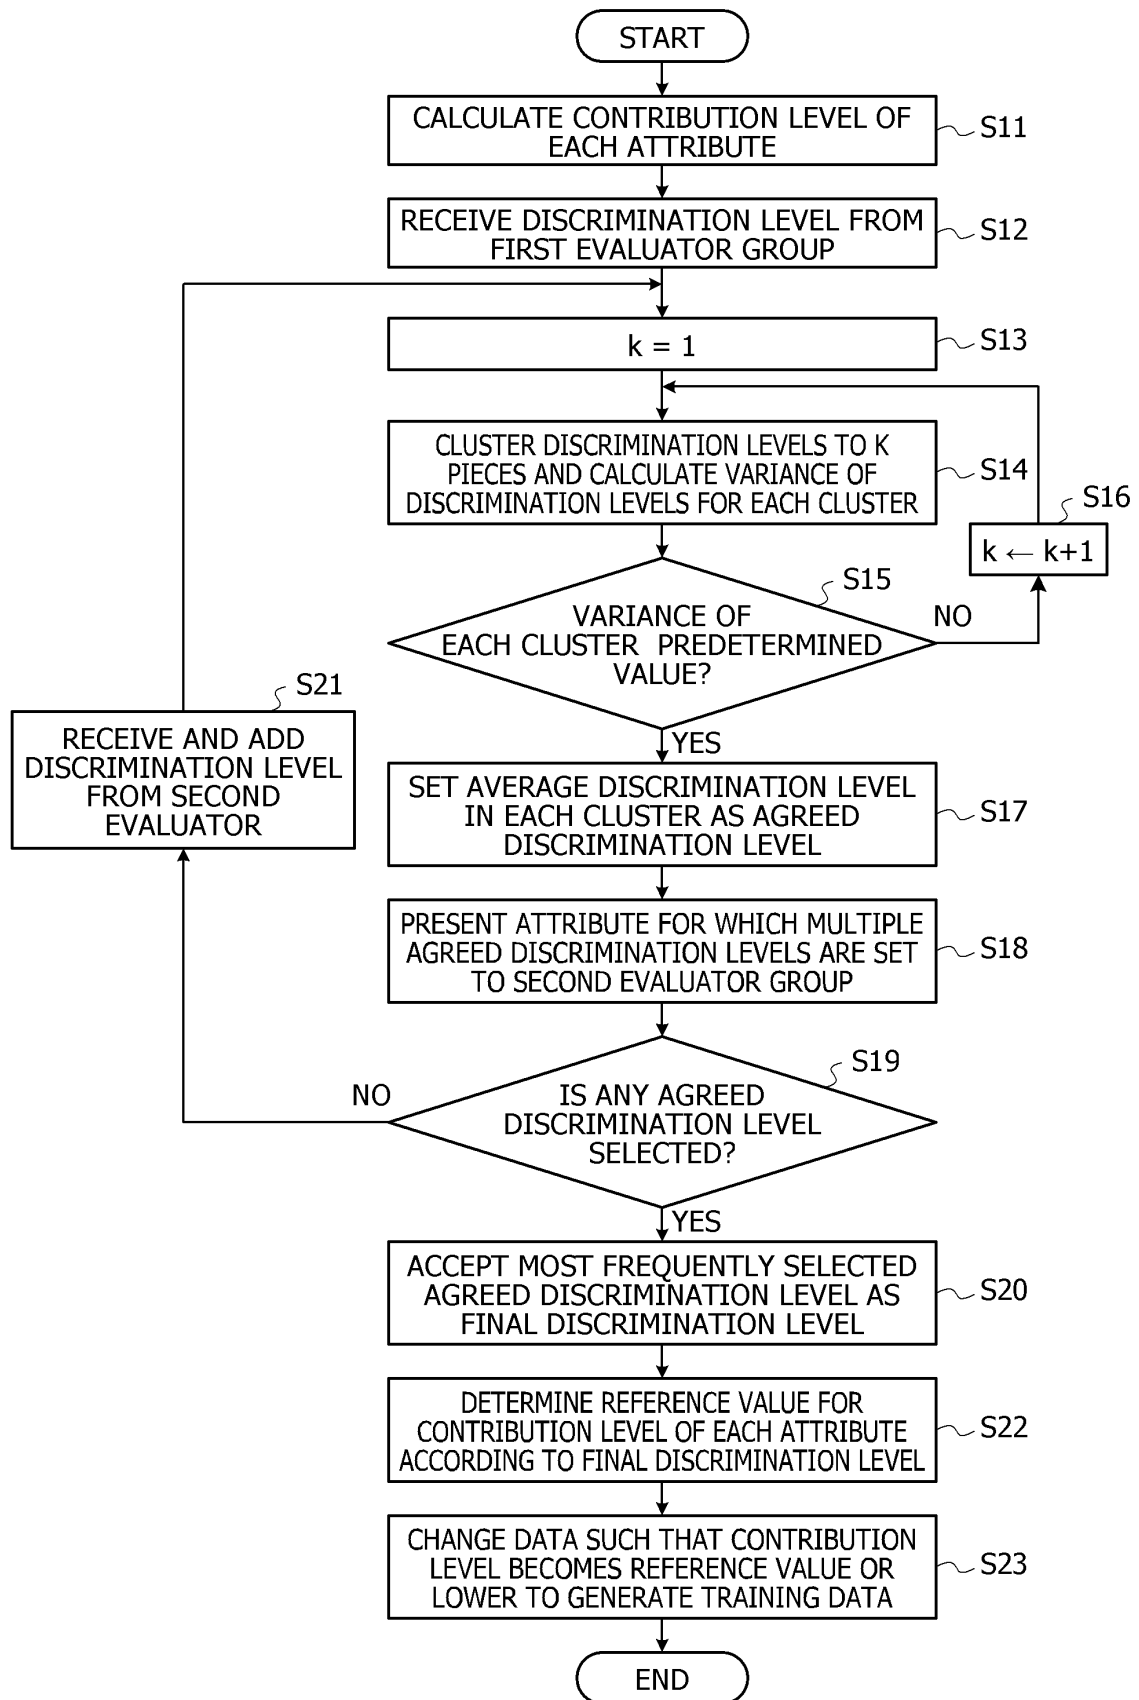 START
CALCULATE CONTRIBUTION LEVEL OF
EACH ATTRIBUTE
S11
RECEIVE DISCRIMINATION LEVEL FROM
FIRST EVALUATOR GROUP
S12
k = 1
S13
CLUSTER DISCRIMINATION LEVELS TO K
PIECES AND CALCULATE VARIANCE OF
DISCRIMINATION LEVELS FOR EACH CLUSTER
S14
S16
k ← k+1
S15
VARIANCE OF
EACH CLUSTER PREDETERMINED
VALUE?
NO
YES
S21
RECEIVE AND ADD
DISCRIMINATION LEVEL
FROM SECOND
EVALUATOR
SET AVERAGE DISCRIMINATION LEVEL
IN EACH CLUSTER AS AGREED
DISCRIMINATION LEVEL
S17
PRESENT ATTRIBUTE FOR WHICH MULTIPLE
AGREED DISCRIMINATION LEVELS ARE SET
TO SECOND EVALUATOR GROUP
S18
S19
NO
IS ANY AGREED
DISCRIMINATION LEVEL
SELECTED?
YES
ACCEPT MOST FREQUENTLY SELECTED
AGREED DISCRIMINATION LEVEL AS
FINAL DISCRIMINATION LEVEL
S20
DETERMINE REFERENCE VALUE FOR
CONTRIBUTION LEVEL OF EACH ATTRIBUTE
ACCORDING TO FINAL DISCRIMINATION LEVEL
S22
CHANGE DATA SUCH THAT CONTRIBUTION
LEVEL BECOMES REFERENCE VALUE OR
LOWER TO GENERATE TRAINING DATA
S23
END